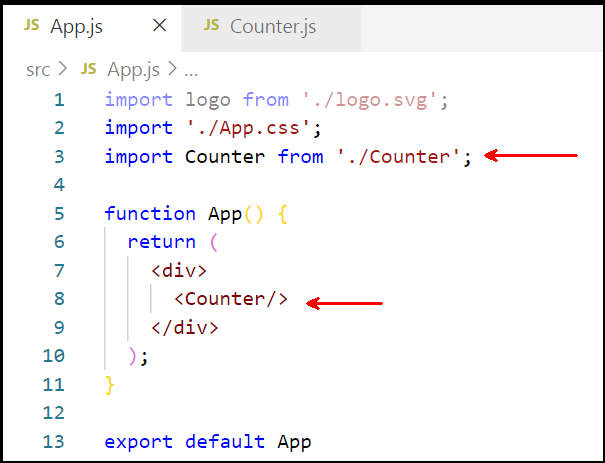 JS App.js × JS Counter.js
src > JS App.js > ...
1 import logo from './logo.svg';
2 import './App.css';
3 import Counter from './Counter';
4
5 function App() {
6 return (
7 <div>
8 <Counter/>
9 </div>
10 );
11 }
12
13 export default App